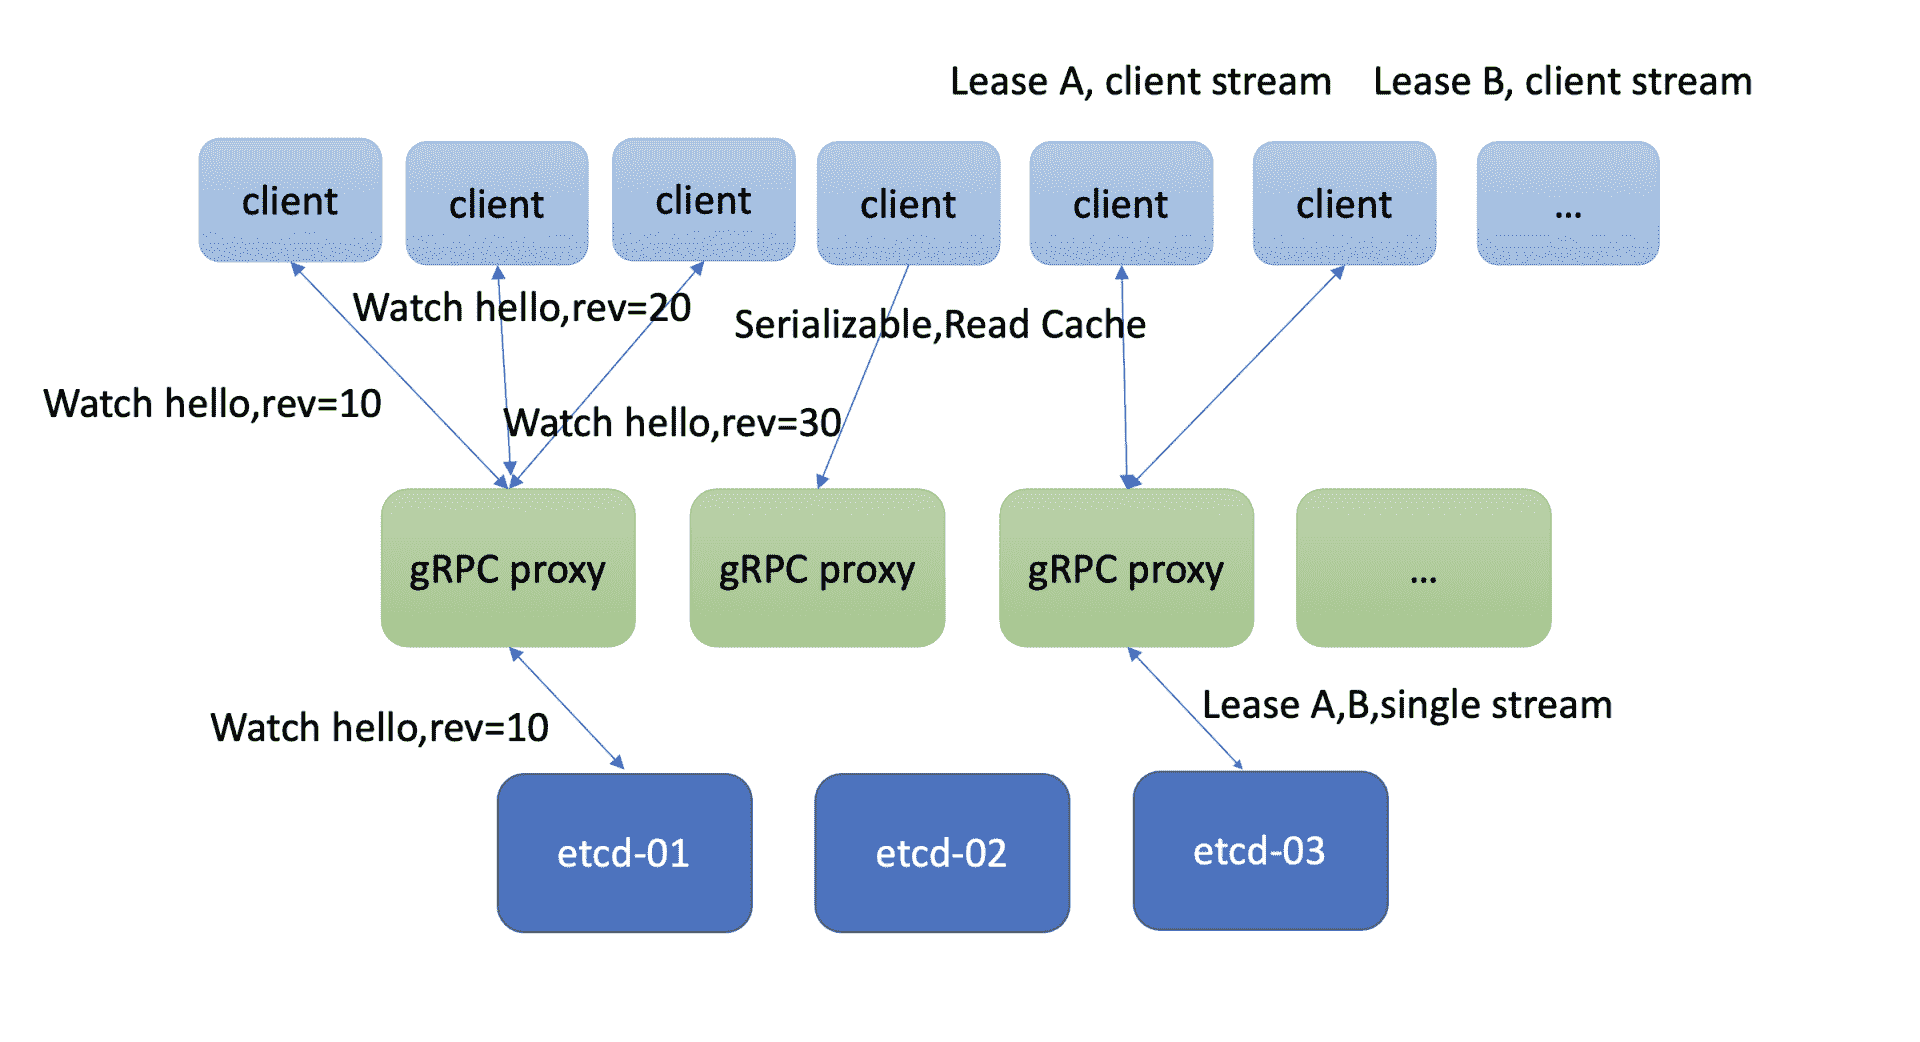 Lease A, client stream
Lease B, client stream
client
client
client
client
client
client
...
Watch hello,rev=20
Serializable,Read Cache
Watch hello,rev=10
Watch hello,rev=30
gRPC proxy
gRPC proxy
gRPC proxy
...
Watch hello,rev=10
Lease A,B,single stream
etcd-01
etcd-02
etcd-03